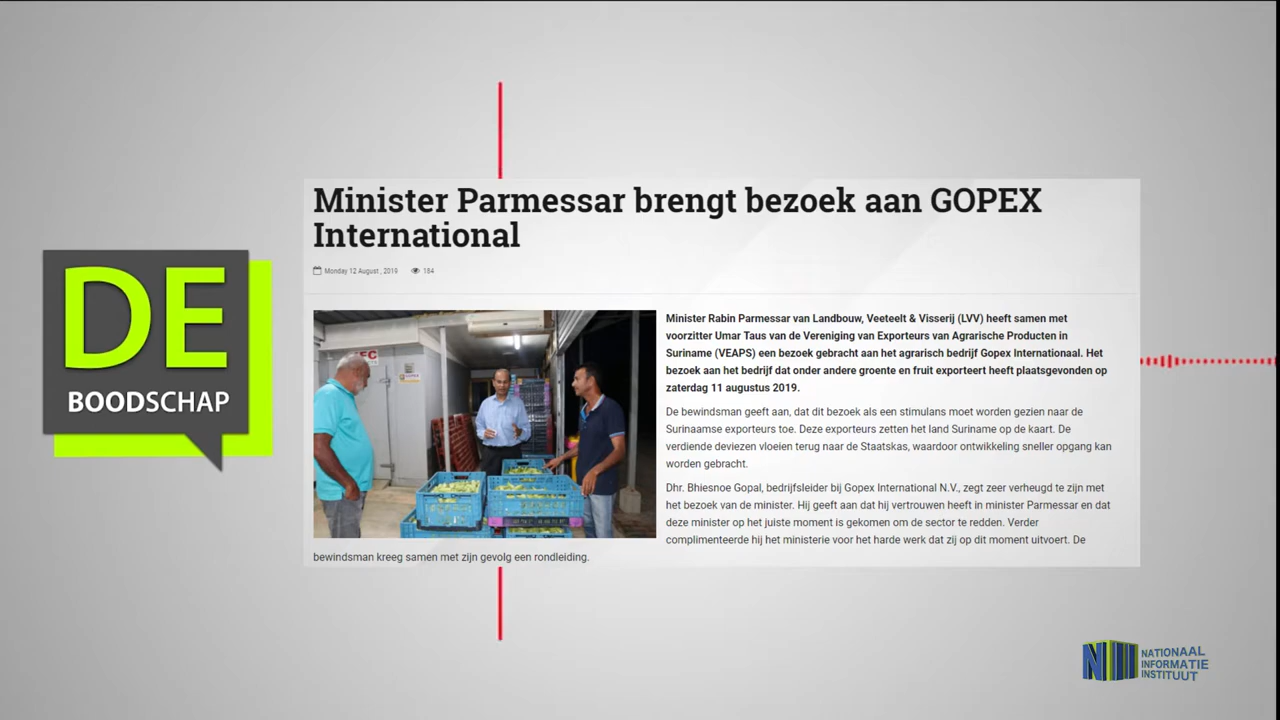 DE
BOODSCHAP
Minister Parmessar brengt bezoek aan GOPEX
International
Monday 12 August , 2019 184
Minister Rabin Parmessar van Landbouw, Veeteelt & Visserij (LVV) heeft samen met
voorzitter Umar Taus van de Vereniging van Exporteurs van Agrarische Producten in
Suriname (VEAPS) een bezoek gebracht aan het agrarisch bedrijf Gopex Internationaal. Het
bezoek aan het bedrijf dat onder andere groente en fruit exporteert heeft plaatsgevonden op
zaterdag 11 augustus 2019.
De bewindsman geeft aan, dat dit bezoek als een stimulans moet worden gezien naar de
Surinaamse exporteurs toe. Deze exporteurs zetten het land Suriname op de kaart. De
verdiende deviezen vloeien terug naar de Staatskas, waardoor ontwikkeling sneller opgang kan
worden gebracht.
Dhr. Bhiesnoe Gopal, bedrijfsleider bij Gopex International N.V., zegt zeer verheugd te zijn met
het bezoek van de minister. Hij geeft aan dat hij vertrouwen heeft in minister Parmessar en dat
deze minister op het juiste moment is gekomen om de sector te redden. Verder
complimenteerde hij het ministerie voor het harde werk dat zij op dit moment uitvoert. De
bewindsman kreeg samen met zijn gevolg een rondleiding.
NII NATIONAAL
INFORMATIE
INSTITUUT